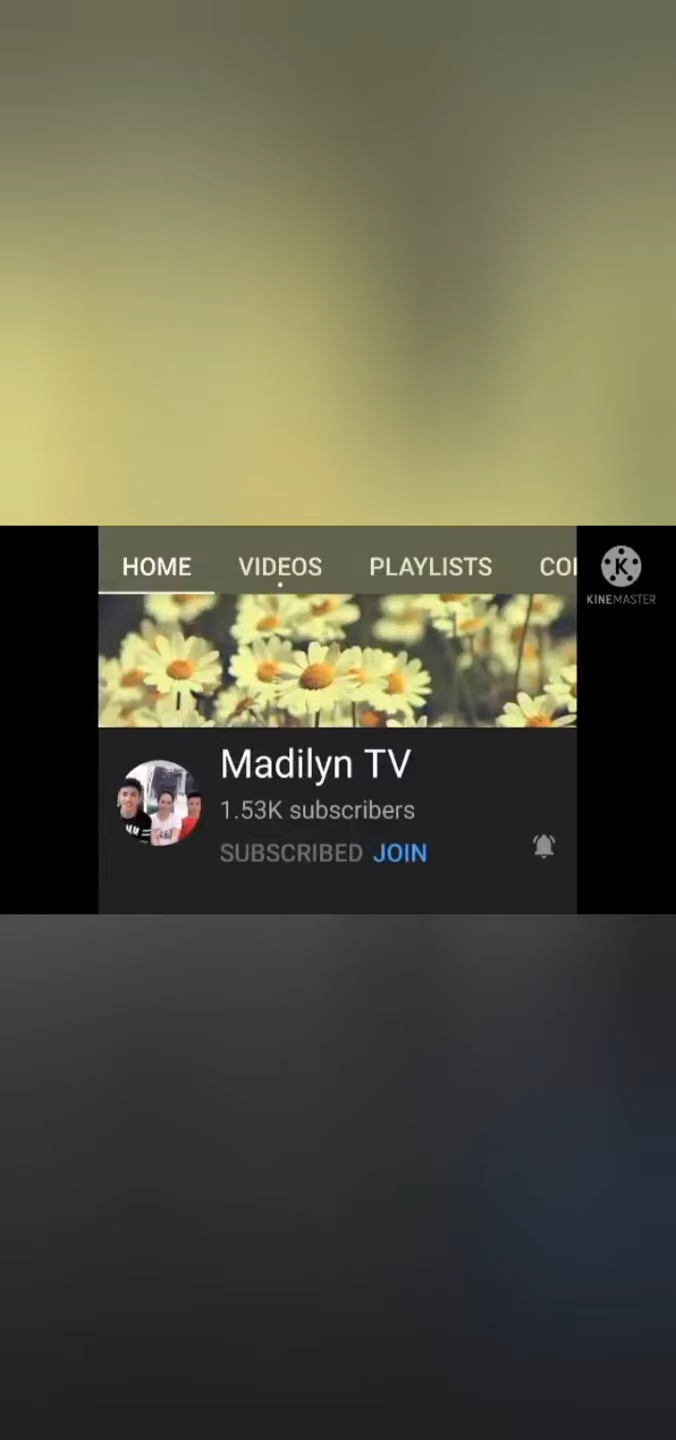 HOME VIDEOS PLAYLISTS
KINEMASTER
Madilyn TV
1.53K subscribers
SUBSCRIBED JOIN